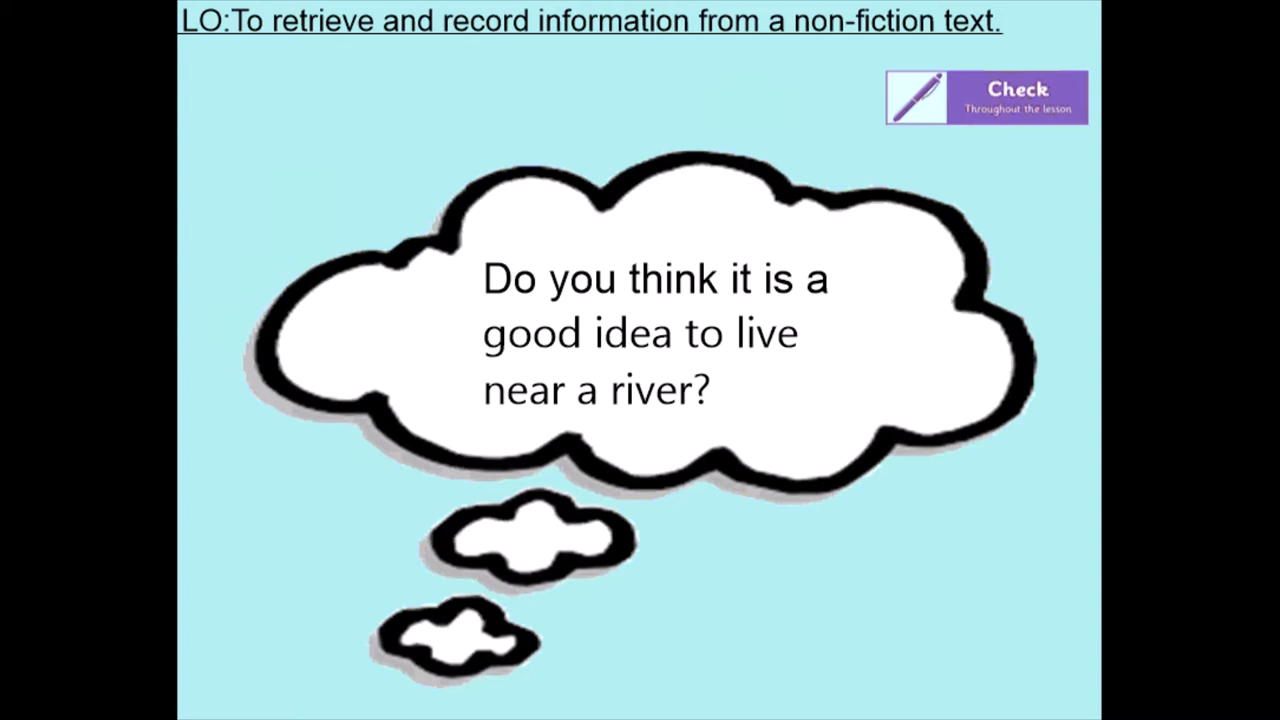 LO:To retrieve and record information from a non-fiction text.
Check
Throughout the lesson
Do you think it is a
good idea to live
near a river?